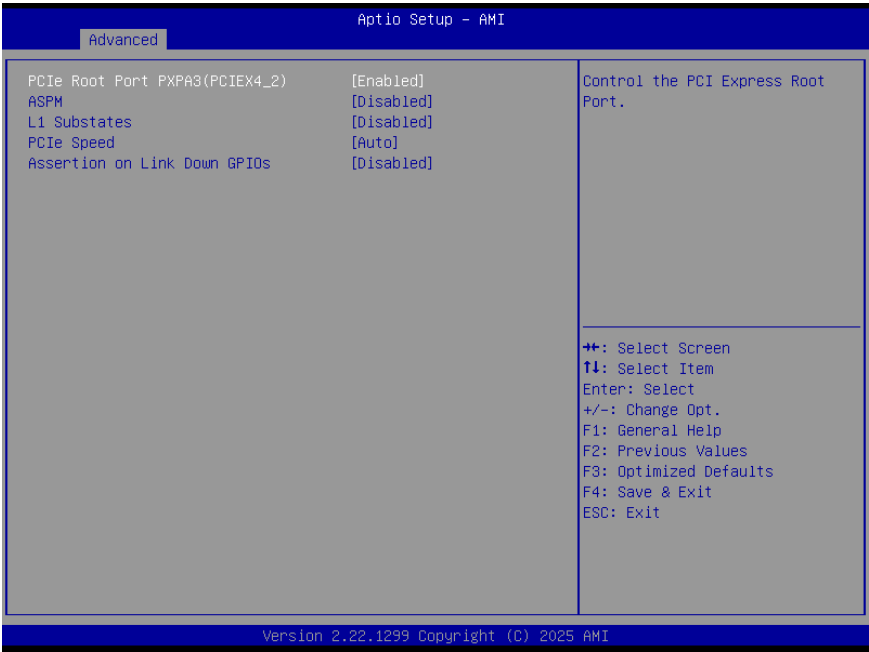 Aptio Setup – AMI
Advanced
PCIe Root Port PXPA3(PCIEX4_2) [Enabled]
ASPM [Disabled]
L1 Substates [Disabled]
PCIe Speed [Auto]
Assertion on Link Down GPIOs [Disabled]
Control the PCI Express Root
Port.
→←: Select Screen
↑↓: Select Item
Enter: Select
+/-: Change Opt.
F1: General Help
F2: Previous Values
F3: Optimized Defaults
F4: Save & Exit
ESC: Exit
Version 2.22.1299 Copyright (C) 2025 AMI